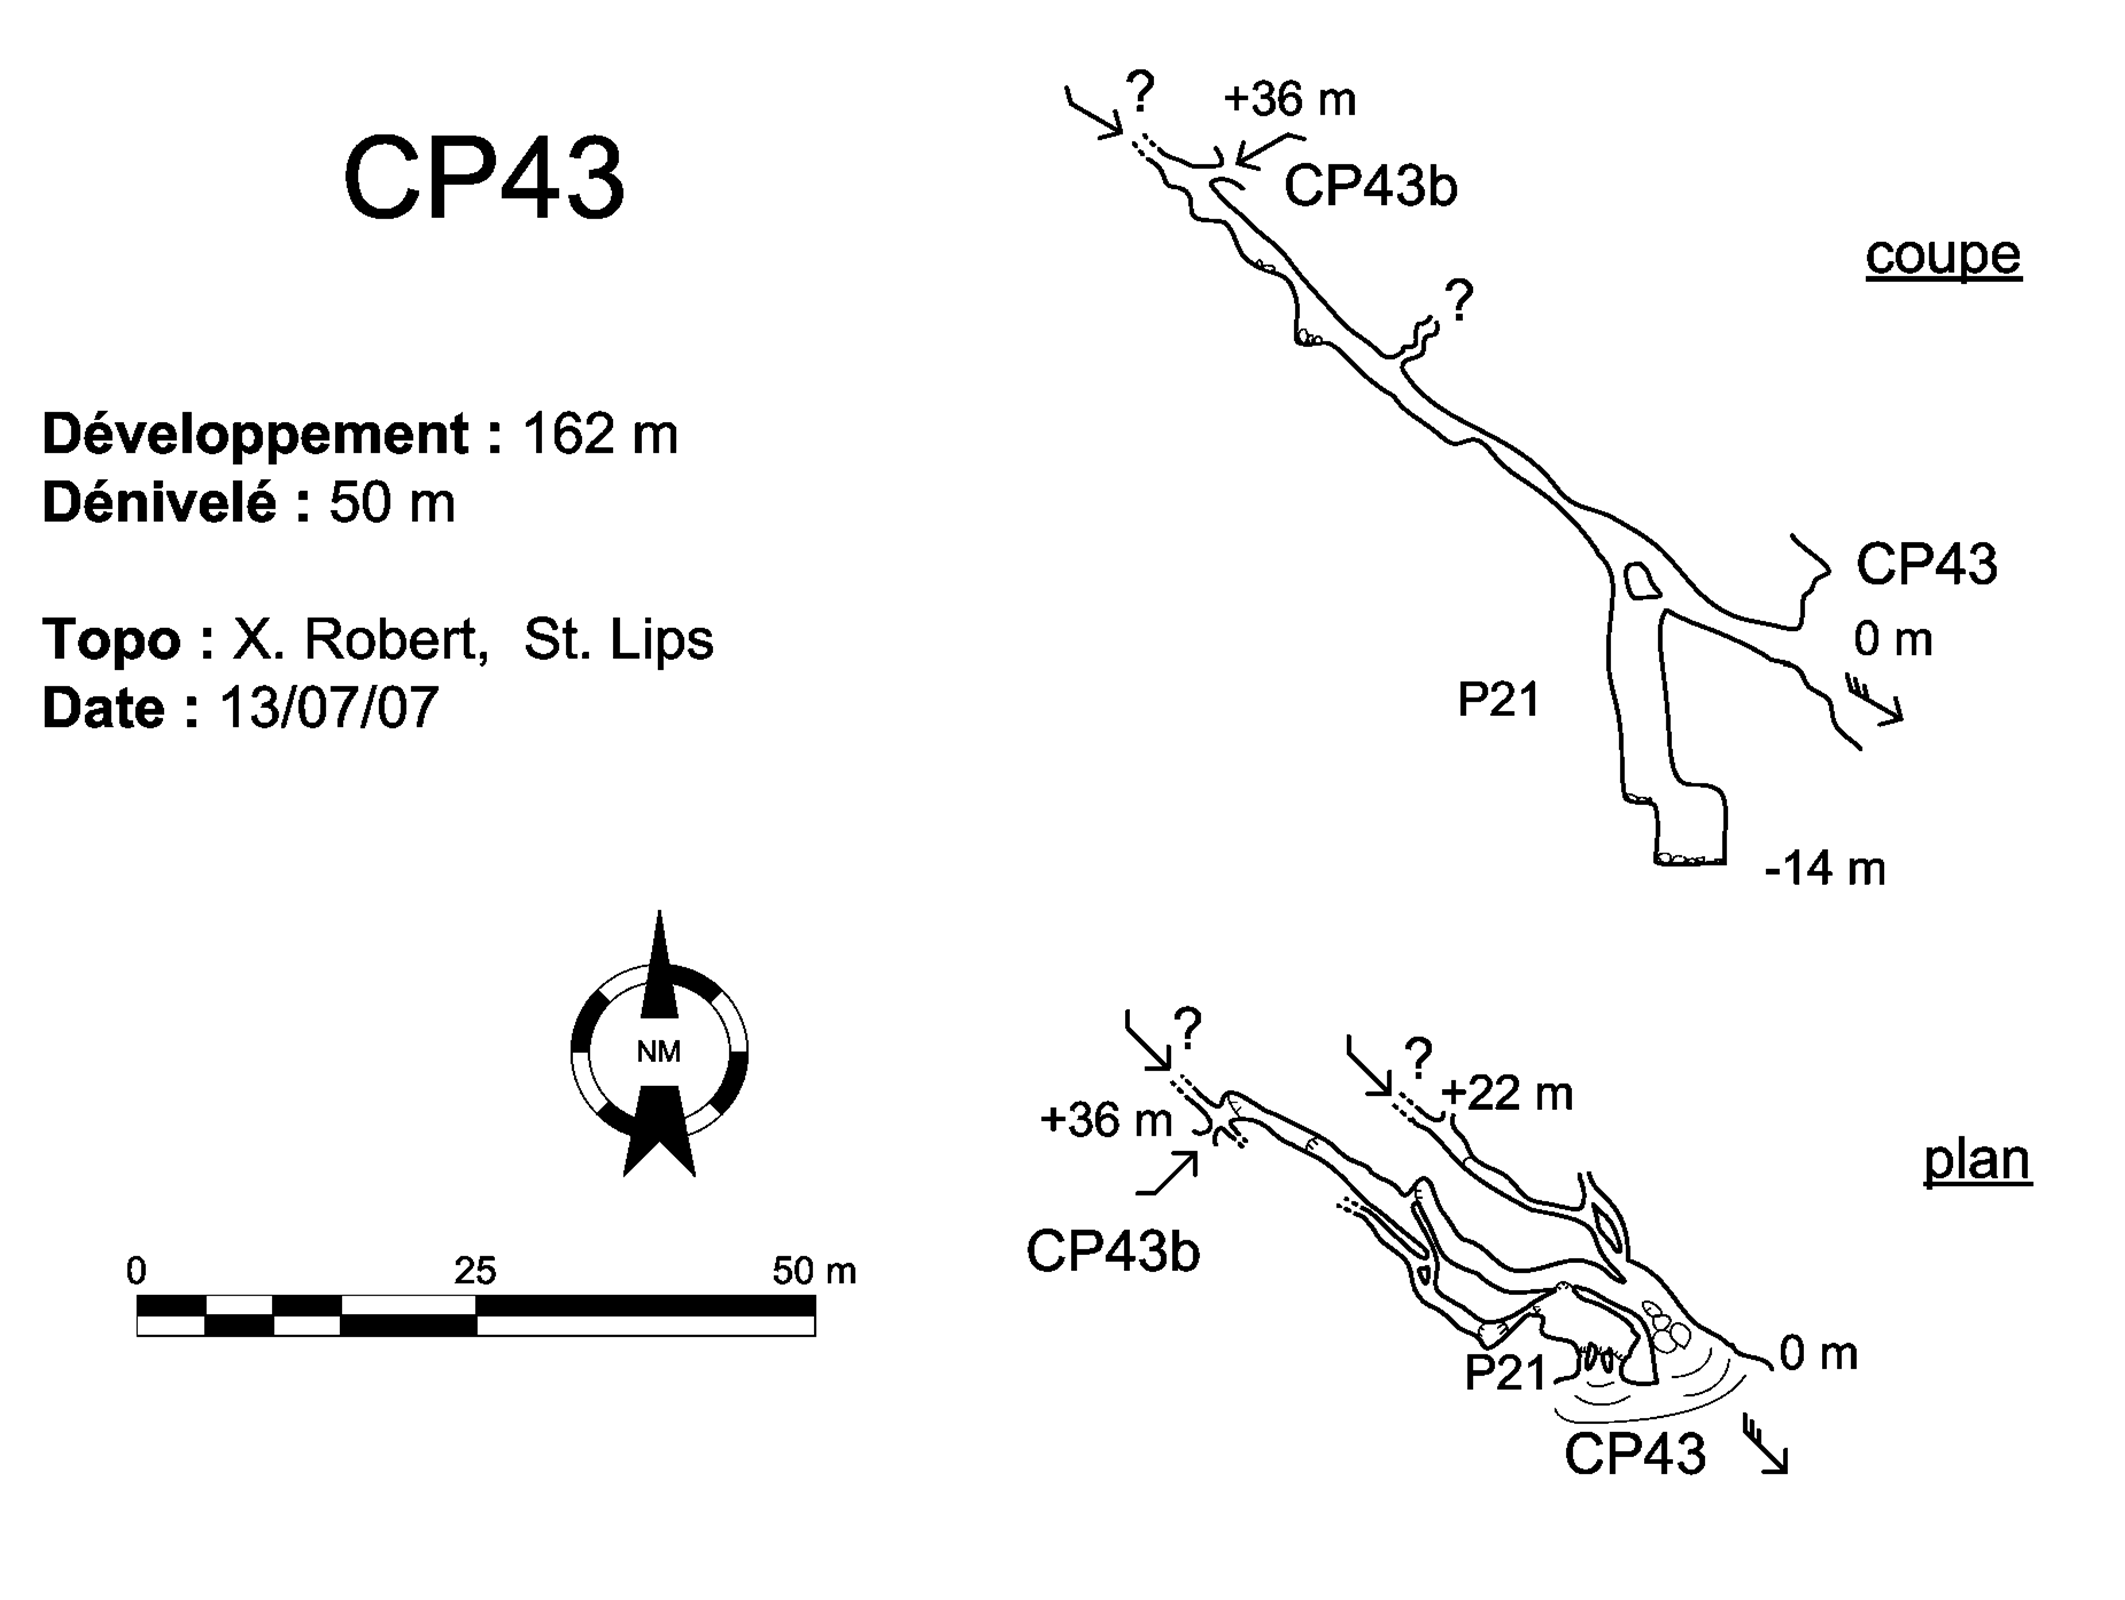 CP43
Développement : 162 m
Dénivelé : 50 m
Topo : X. Robert, St. Lips
Date : 13/07/07
NM
0 25 50 m
?
+36 m
CP43b
coupe
?
CP43
0 m
P21
-14 m
?
?
+22 m
+36 m
plan
CP43b
0 m
P21
CP43